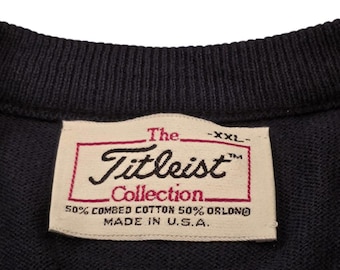 The -XXL-
Titleist™
Collection
50% COMBED COTTON 50% ORLON®
MADE IN U.S.A.